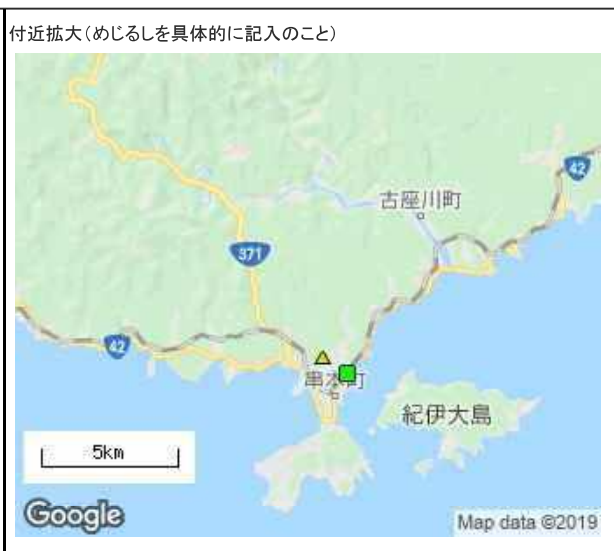 付近拡大(めじるしを具体的に記入のこと)
42
古座川町
371
42
串本町
紀伊大島
5km
Google
Map data ©2019